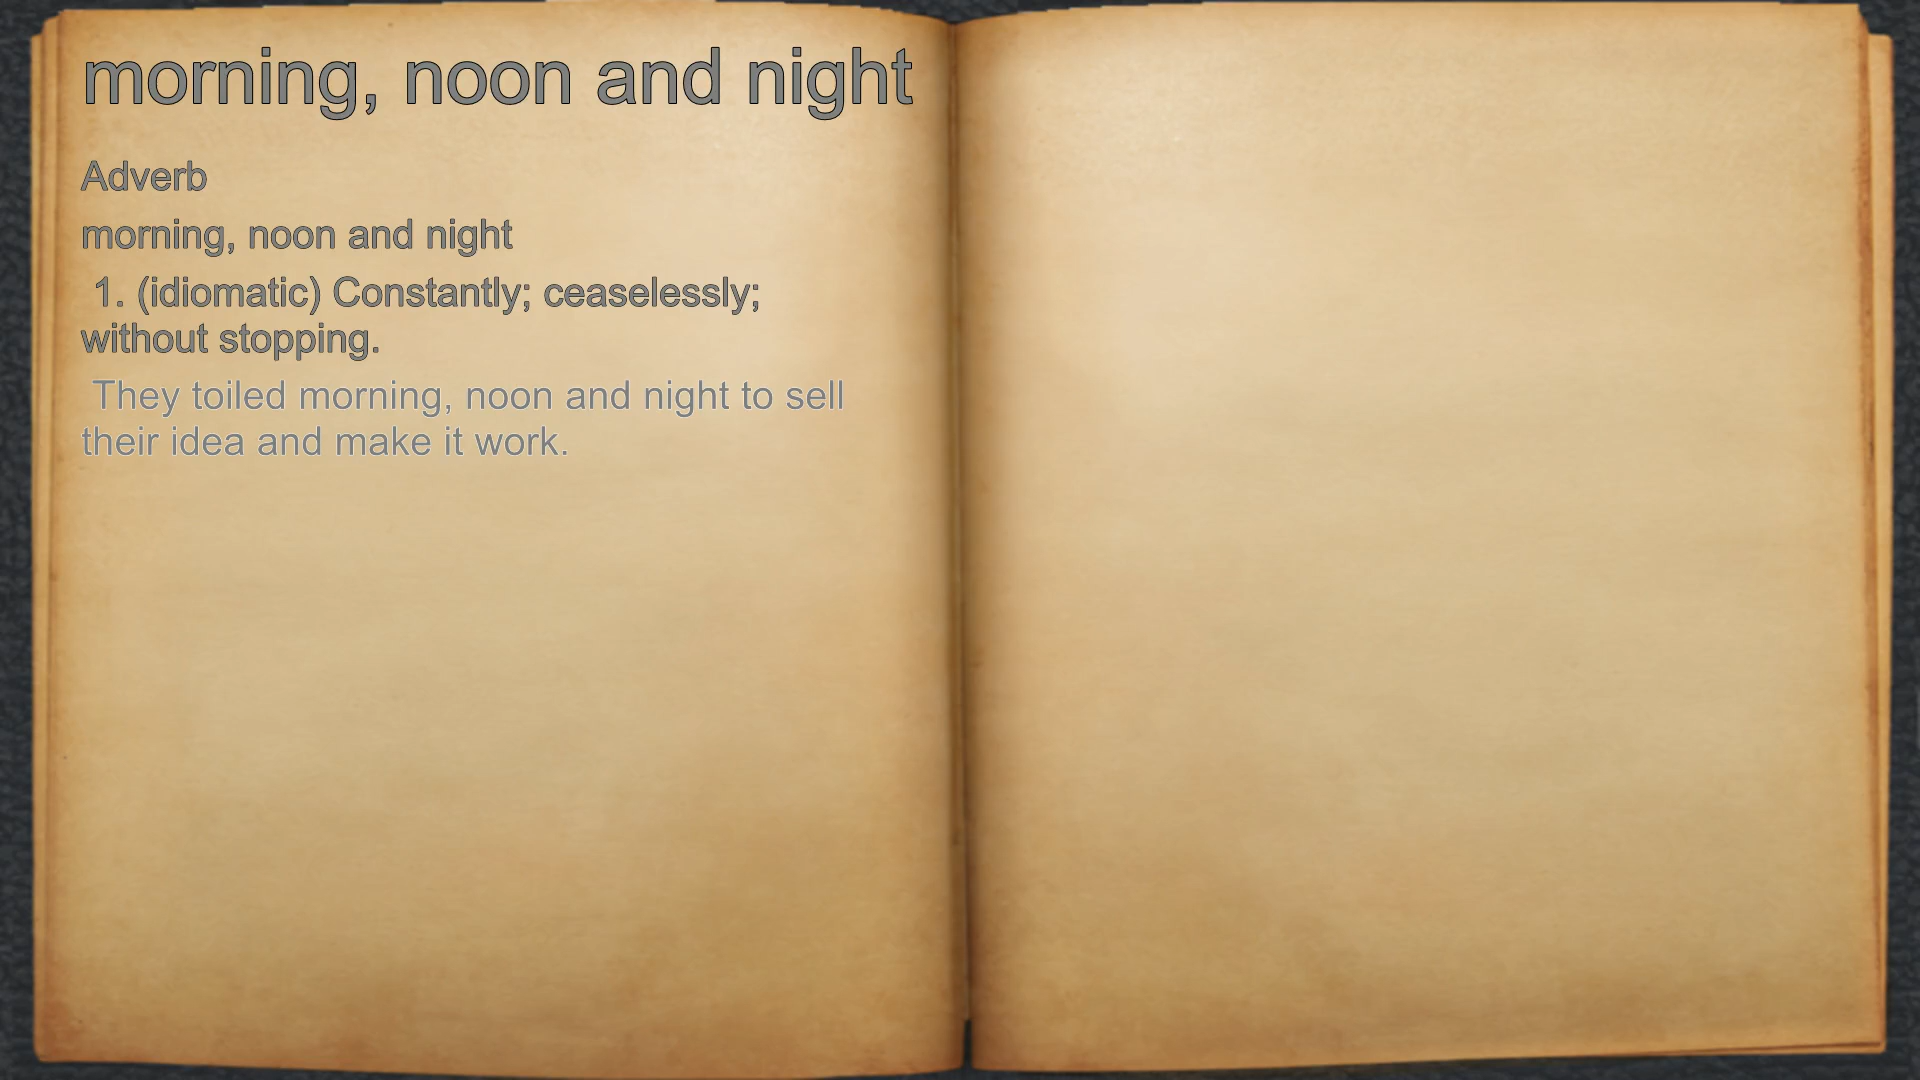 morning, noon and night
Adverb
morning, noon and night
1. (idiomatic) Constantly; ceaselessly;
without stopping.
They toiled morning, noon and night to sell
their idea and make it work.